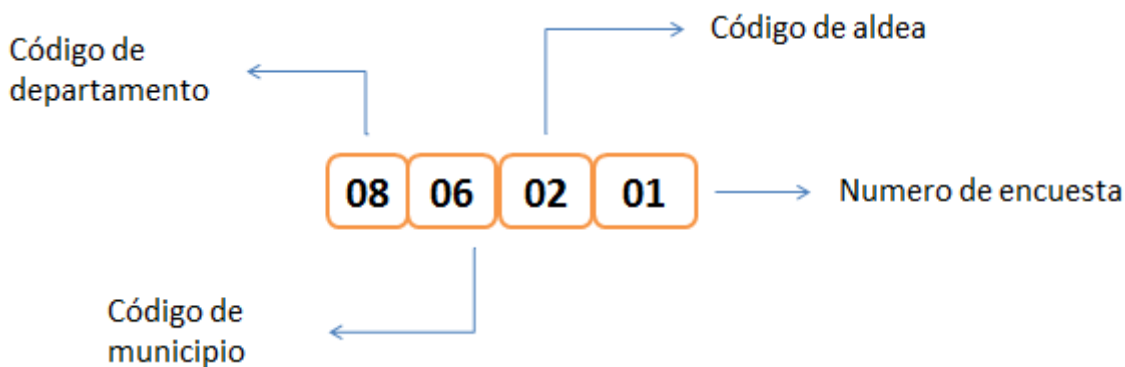 Código de aldea
Código de
departamento
08 06 02 01
Numero de encuesta
Código de
municipio